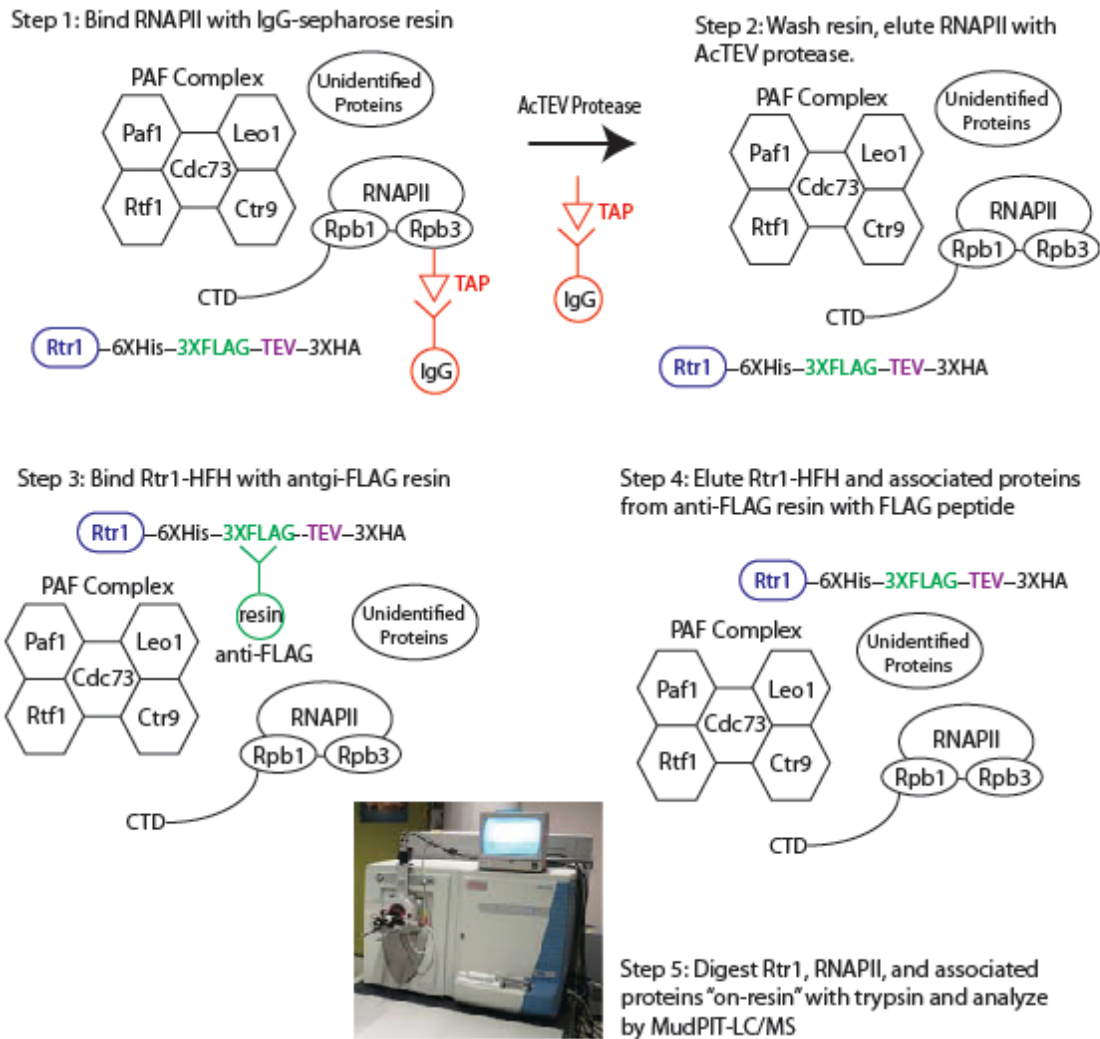 Step 1: Bind RNAPII with IgG-sepharose resin
PAF Complex
Unidentified
Proteins
Paf1
Leo1
Cdc73
Rtf1
Ctr9
RNAPII
Rpb1
Rpb3
TAP
CTD
IgG
Rtr1-6XHis-3XFLAG-TEV-3XHA
AcTEV Protease
TAP
IgG
Step 2: Wash resin, elute RNAPII with
AcTEV protease.
PAF Complex
Unidentified
Proteins
Paf1
Leo1
Cdc73
Rtf1
Ctr9
RNAPII
Rpb1
Rpb3
CTD
Rtr1-6XHis-3XFLAG-TEV-3XHA
Step 3: Bind Rtr1-HFH with antgi-FLAG resin
Rtr1-6XHis-3XFLAG--TEV-3XHA
PAF Complex
resin
anti-FLAG
Unidentified
Proteins
Paf1
Leo1
Cdc73
Rtf1
Ctr9
RNAPII
Rpb1
Rpb3
CTD
Step 4: Elute Rtr1-HFH and associated proteins
from anti-FLAG resin with FLAG peptide
Rtr1-6XHis-3XFLAG-TEV-3XHA
PAF Complex
Unidentified
Proteins
Paf1
Leo1
Cdc73
Rtf1
Ctr9
RNAPII
Rpb1
Rpb3
CTD
Step 5: Digest Rtr1, RNAPII, and associated
proteins "on-resin" with trypsin and analyze
by MudPIT-LC/MS